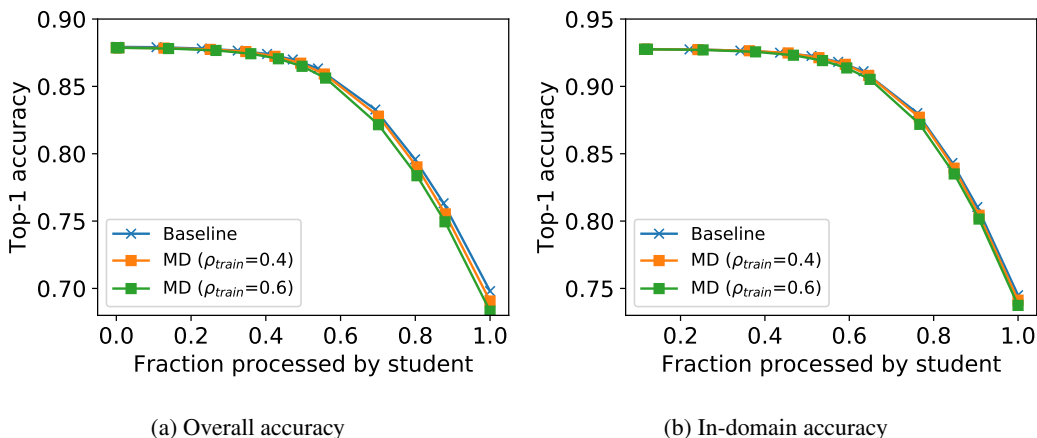 0.90
0.85
0.80
0.75
0.70
Top-1 accuracy
Baseline
MD (ρtrain=0.4)
MD (ρtrain=0.6)
0.0 0.2 0.4 0.6 0.8 1.0
Fraction processed by student
(a) Overall accuracy
0.95
0.90
0.85
0.80
0.75
Top-1 accuracy
Baseline
MD (ρtrain=0.4)
MD (ρtrain=0.6)
0.2 0.4 0.6 0.8 1.0
Fraction processed by student
(b) In-domain accuracy